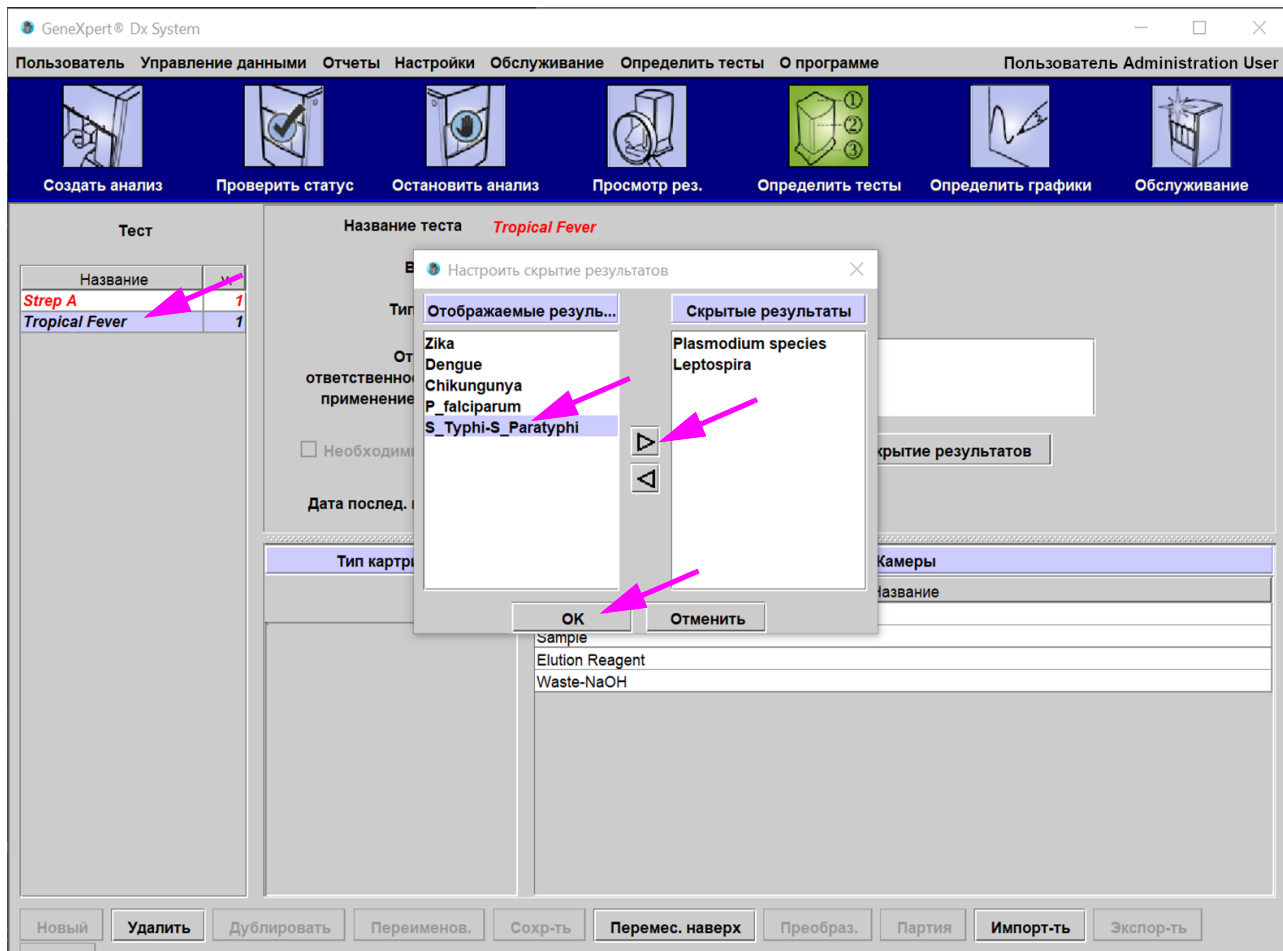 GeneXpert® Dx System
Пользователь Управление данными Отчеты Настройки Обслуживание Определить тесты О программе Пользователь Administration User
Создать анализ Проверить статус Остановить анализ Просмотр рез. Определить тесты Определить графики Обслуживание
Тест
Название
Strep A 1
Tropical Fever 1
Название теста Tropical Fever
В
Тип
От
ответственнос
применение
Необходим
Дата послед.
крытие результатов
Настроить скрытие результатов
Отображаемые резуль...
Скрытые результаты
Zika
Dengue
Chikungunya
P_falciparum
S_Typhi-S_Paratyphi
Plasmodium species
Leptospira
OK Отменить
Тип картри
Камеры
Название
Sample
Elution Reagent
Waste-NaOH
Новый Удалить Дублировать Переименов. Сохр-ть Перемес. наверх Преобраз. Партия Импорт-ть Экспор-ть